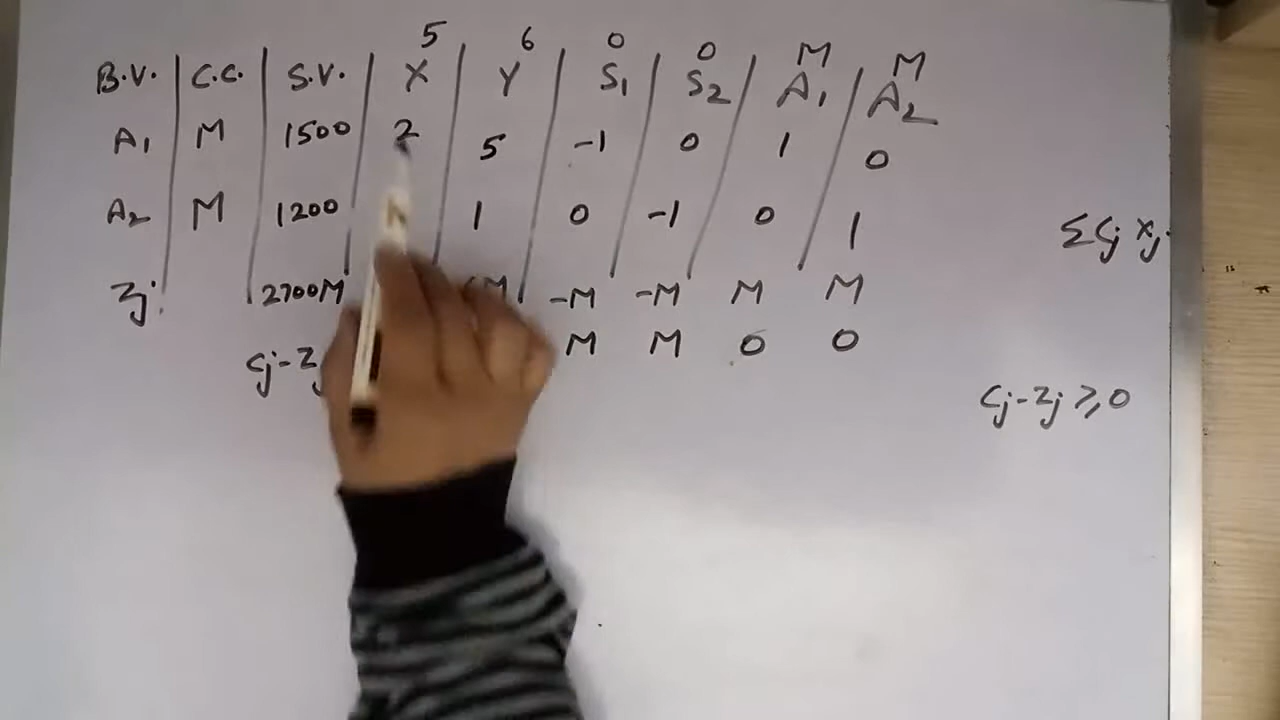 5 6 0 0 M M
B.V. C.C. S.V. X Y S1 S2 A1 A2
A1 M 1500 2 5 -1 0 1 0
A2 M 1200 1 0 -1 0 1
Σ Cj Xj.
Zj. 2700M -M -M M M
Cj-Zj M M 0 0
Cj-Zj ≥, 0